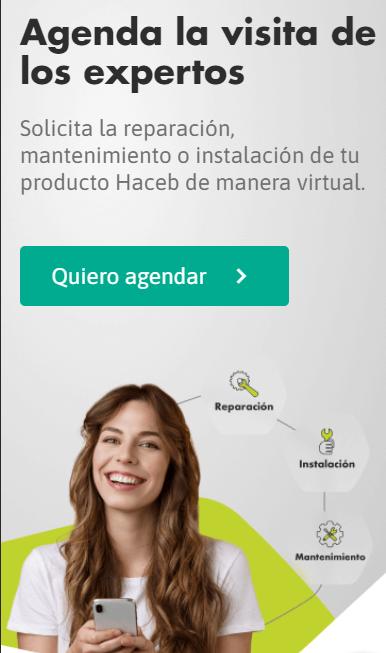 Agenda la visita de
los expertos
Solicita la reparación,
mantenimiento o instalación de tu
producto Haceb de manera virtual.
Quiero agendar
Reparación
Instalación
Mantenimiento